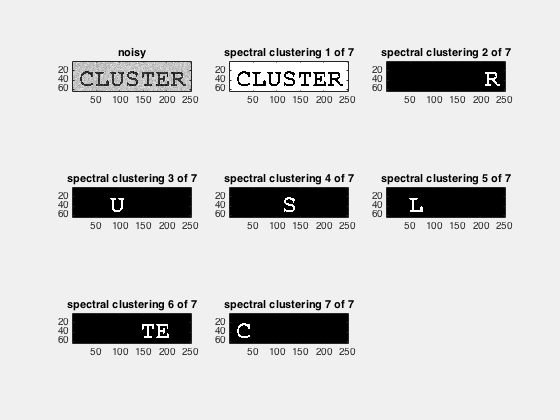 noisy spectral clustering 1 of 7 spectral clustering 2 of 7
20 CLUSTER 20 CLUSTER 20 R
40 40 40
60 60 60
50 100 150 200 250 50 100 150 200 250 50 100 150 200 250
spectral clustering 3 of 7 spectral clustering 4 of 7 spectral clustering 5 of 7
20 20 20
40 U 40 S 40 L
60 60 60
50 100 150 200 250 50 100 150 200 250 50 100 150 200 250
spectral clustering 6 of 7 spectral clustering 7 of 7
20 20
40 TE 40 C
60 60
50 100 150 200 250 50 100 150 200 250